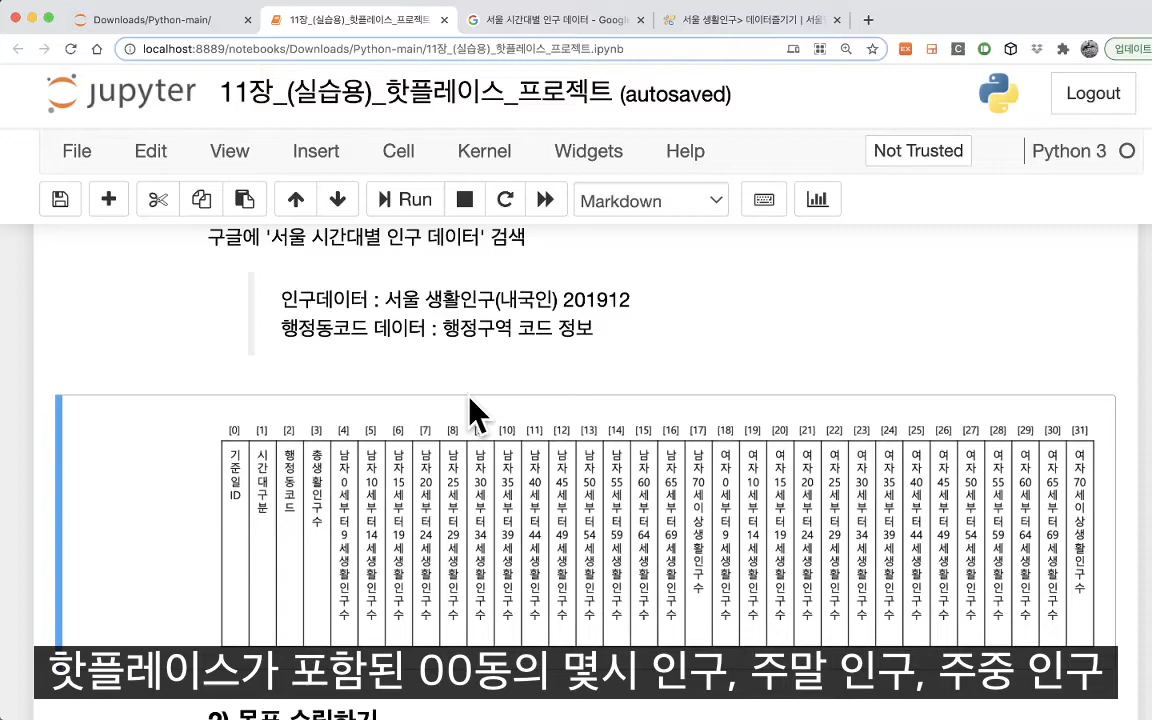 Downloads/Python-main/
11장_(실습용)_핫플레이스_프로젝트
서울 시간대별 인구 데이터 - Google
서울 생활인구> 데이터즐기기 | 서울
localhost:8889/notebooks/Downloads/Python-main/11장_(실습용)_핫플레이스_프로젝트.ipynb
업데이트
jupyter 11장_(실습용)_핫플레이스_프로젝트 (autosaved)
Logout
File Edit View Insert Cell Kernel Widgets Help
Not Trusted
Python 3
Run
Markdown
구글에 '서울 시간대별 인구 데이터' 검색
인구데이터 : 서울 생활인구(내국인) 201912
행정동코드 데이터 : 행정구역 코드 정보
[0] [1] [2] [3] [4] [5] [6] [7] [8] [10] [11] [12] [13] [14] [15] [16] [17] [18] [19] [20] [21] [22] [23] [24] [25] [26] [27] [28] [29] [30] [31]
기준일ID
시간대구분
행정동코드
총생활인구수
남자0세부터9세생활인구수
남자10세부터14세생활인구수
남자15세부터19세생활인구수
남자20세부터24세생활인구수
남자25세부터29세생활인구수
남자30세부터34세생활인구수
남자35세부터39세생활인구수
남자40세부터44세생활인구수
남자45세부터49세생활인구수
남자50세부터54세생활인구수
남자55세부터59세생활인구수
남자60세부터64세생활인구수
남자65세부터69세생활인구수
남자70세이상생활인구수
여자0세부터9세생활인구수
여자10세부터14세생활인구수
여자15세부터19세생활인구수
여자20세부터24세생활인구수
여자25세부터29세생활인구수
여자30세부터34세생활인구수
여자35세부터39세생활인구수
여자40세부터44세생활인구수
여자45세부터49세생활인구수
여자50세부터54세생활인구수
여자55세부터59세생활인구수
여자60세부터64세생활인구수
여자65세부터69세생활인구수
여자70세이상생활인구수
핫플레이스가 포함된 OO동의 몇시 인구, 주말 인구, 주중 인구
2) 목표 수립하기